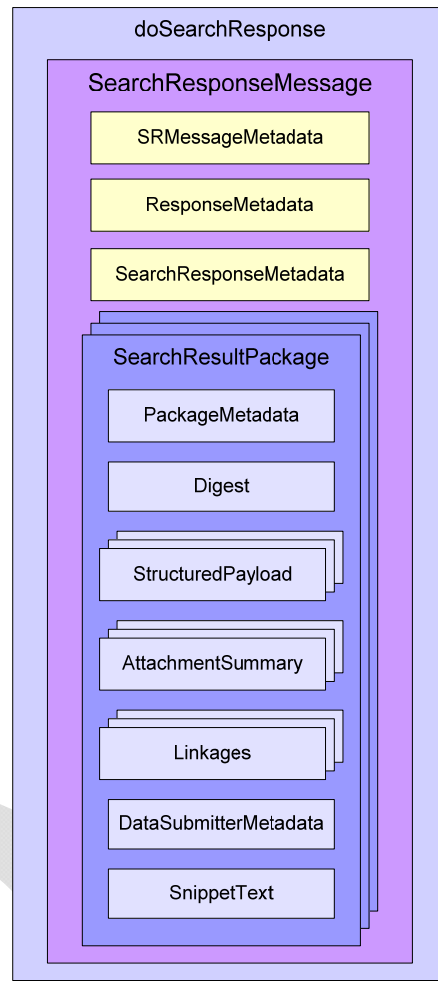 doSearchResponse
SearchResponseMessage
SRMessageMetadata
ResponseMetadata
SearchResponseMetadata
SearchResultPackage
PackageMetadata
Digest
StructuredPayload
AttachmentSummary
Linkages
DataSubmitterMetadata
SnippetText